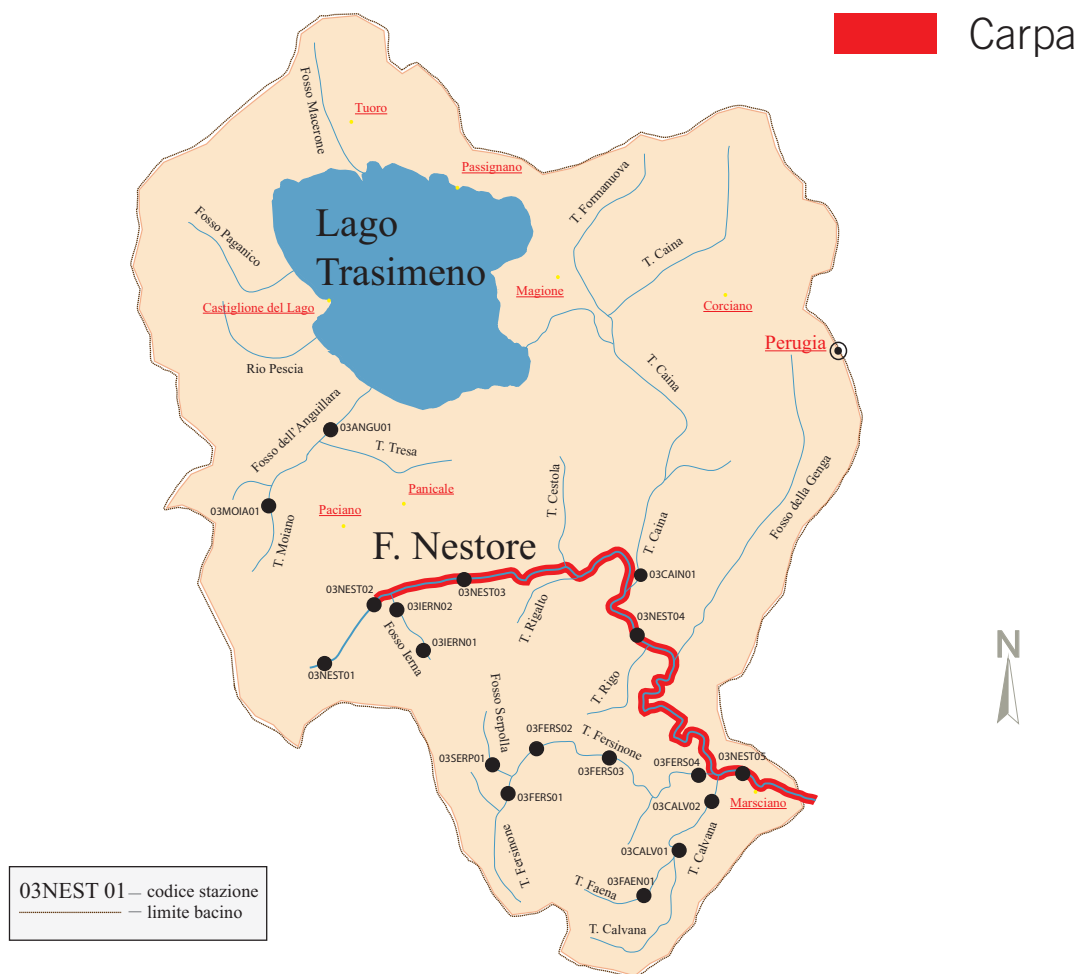 Carpa
Fosso Macerone
Tuoro
Passignano
T. Formanuova
Fosso Paganico
Lago
Trasimeno
T. Caina
Magione
Castiglione del Lago
Corciano
Perugia
Rio Pescia
T. Caina
Fosso dell'Anguillara
03ANGU01
T. Tresa
T. Cestola
Fosso della Genga
Panicale
03MOIA01
Paciano
T. Moiano
F. Nestore
T. Caina
03CAIN01
03NEST02
03NEST03
03IERN02
T. Rigalto
03NEST04
Fosso Ierna
03IERN01
03NEST01
N
T. Rigo
Fosso Serpolla
03FERS02
T. Fersinone
03SERP01
03FERS03
03FERS04
03NEST05
03FERS01
03CALV02
Marsciano
T. Fersinone
03CALV01
T. Calvana
03FAEN01
T. Faena
T. Calvana
03NEST 01 – codice stazione
– limite bacino